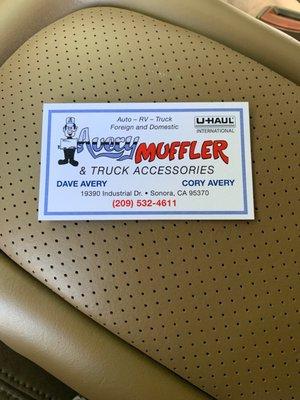 Auto – RV – Truck
Foreign and Domestic
U-HAUL
INTERNATIONAL
Avery MUFFLER
& TRUCK ACCESSORIES
DAVE AVERY CORY AVERY
19390 Industrial Dr. • Sonora, CA 95370
(209) 532-4611